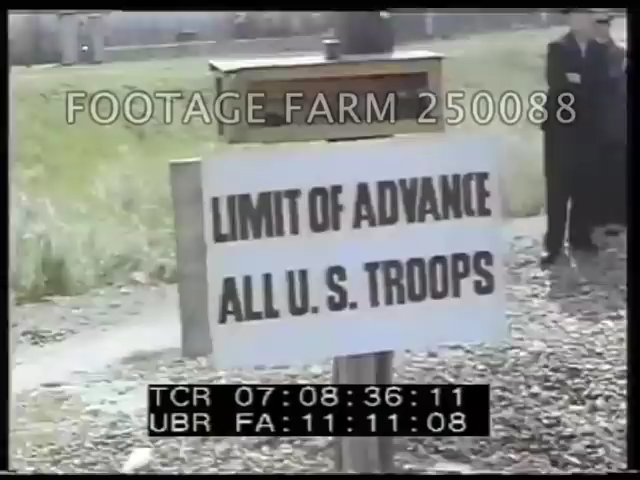 FOOTAGE FARM 250088
LIMIT OF ADVANCE
ALL U. S. TROOPS
TCR 07:08:36:11
UBR FA:11:11:08